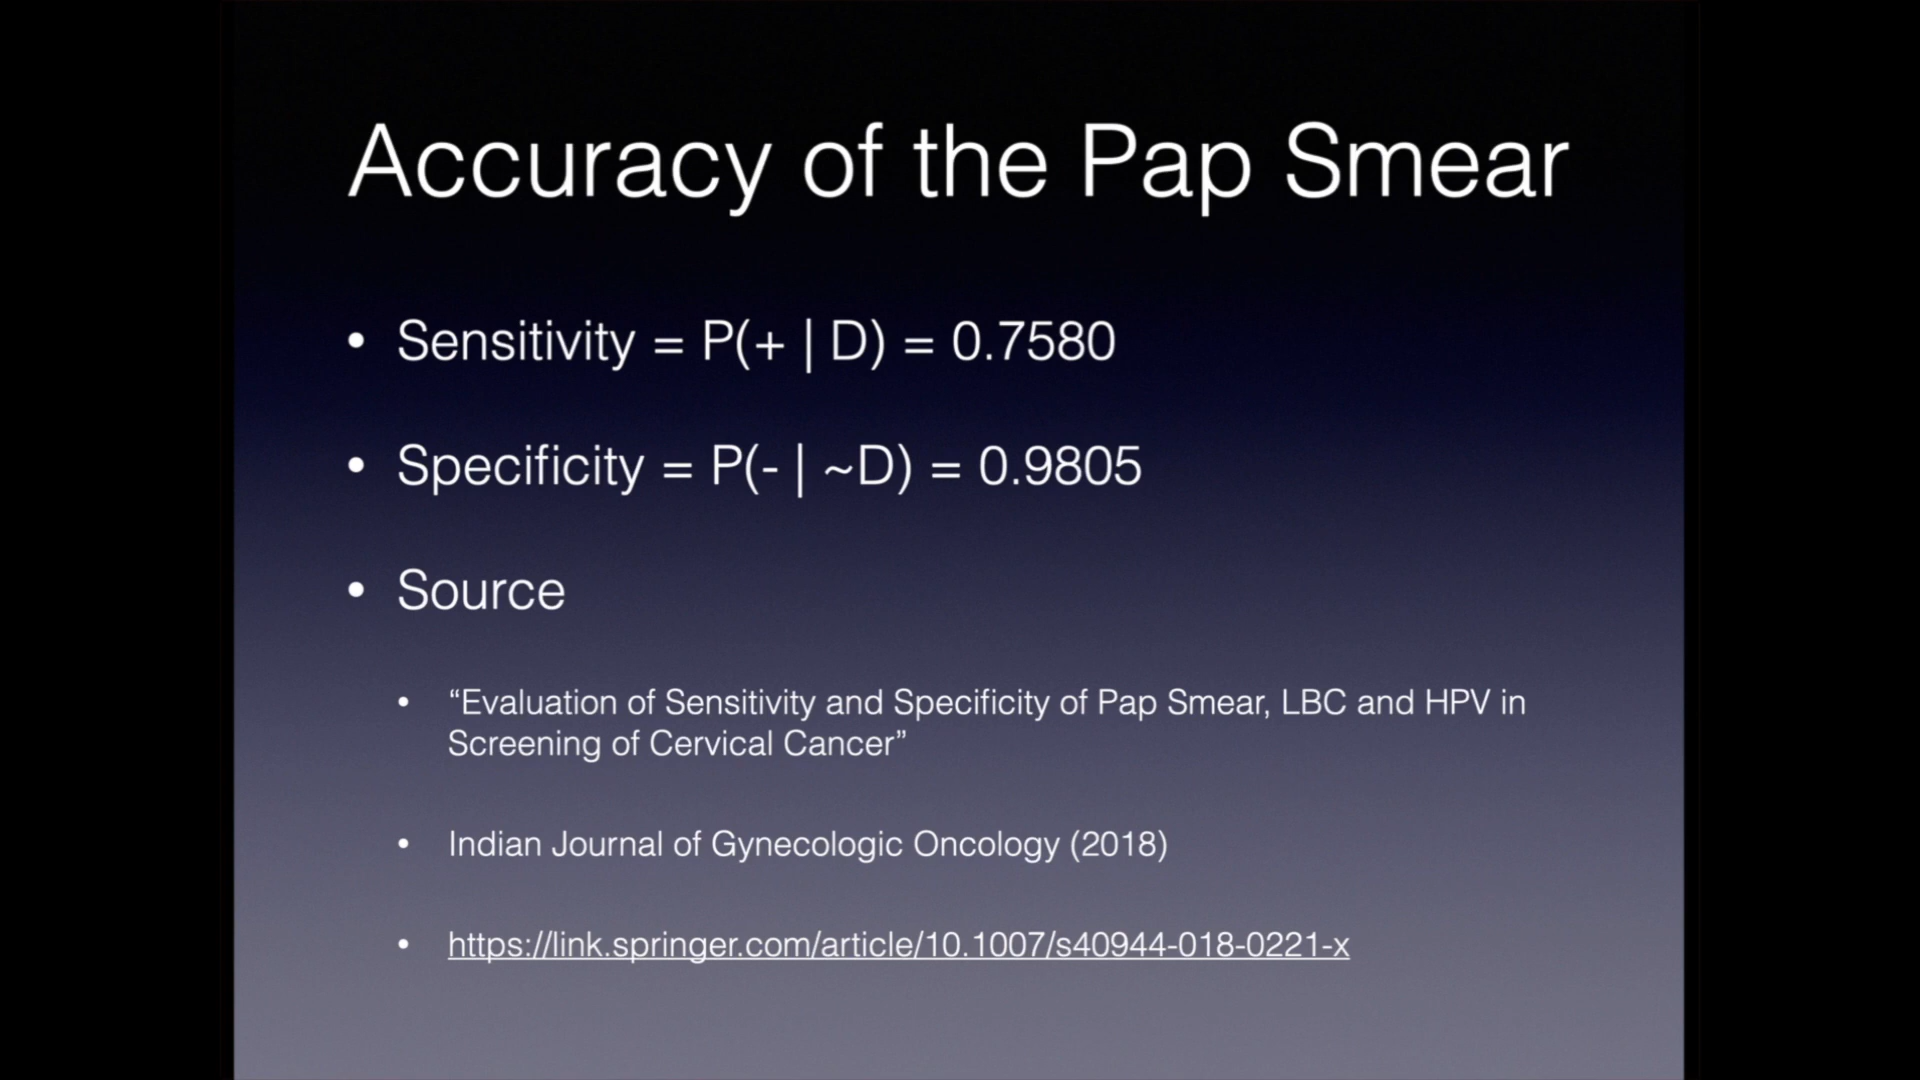 Accuracy of the Pap Smear
• Sensitivity = P(+ | D) = 0.7580
• Specificity = P(- | ~D) = 0.9805
• Source
• “Evaluation of Sensitivity and Specificity of Pap Smear, LBC and HPV in
Screening of Cervical Cancer”
• Indian Journal of Gynecologic Oncology (2018)
• https://link.springer.com/article/10.1007/s40944-018-0221-x